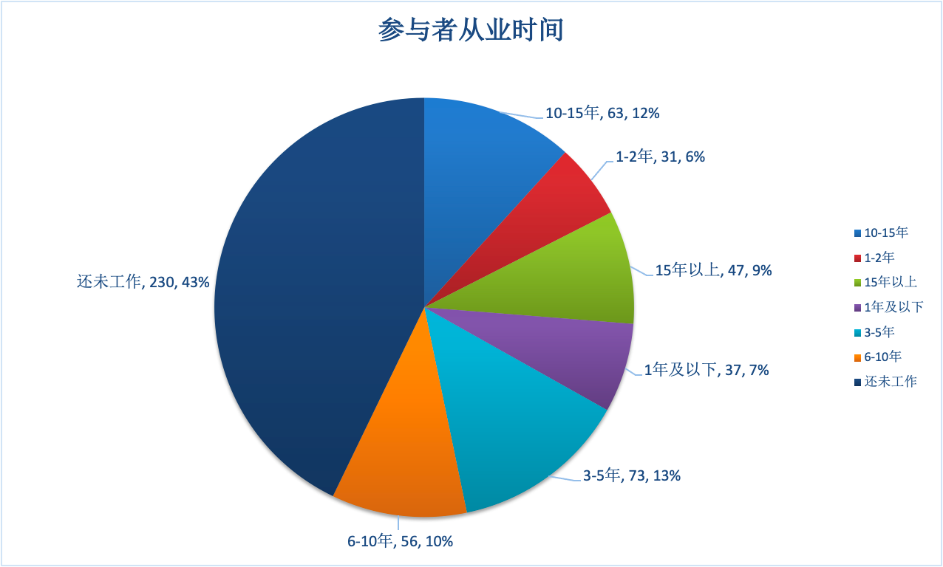 参与者从业时间
10-15年, 63, 12%
1-2年, 31, 6%
15年以上, 47, 9%
1年及以下, 37, 7%
3-5年, 73, 13%
6-10年, 56, 10%
还未工作, 230, 43%
10-15年
1-2年
15年以上
1年及以下
3-5年
6-10年
还未工作